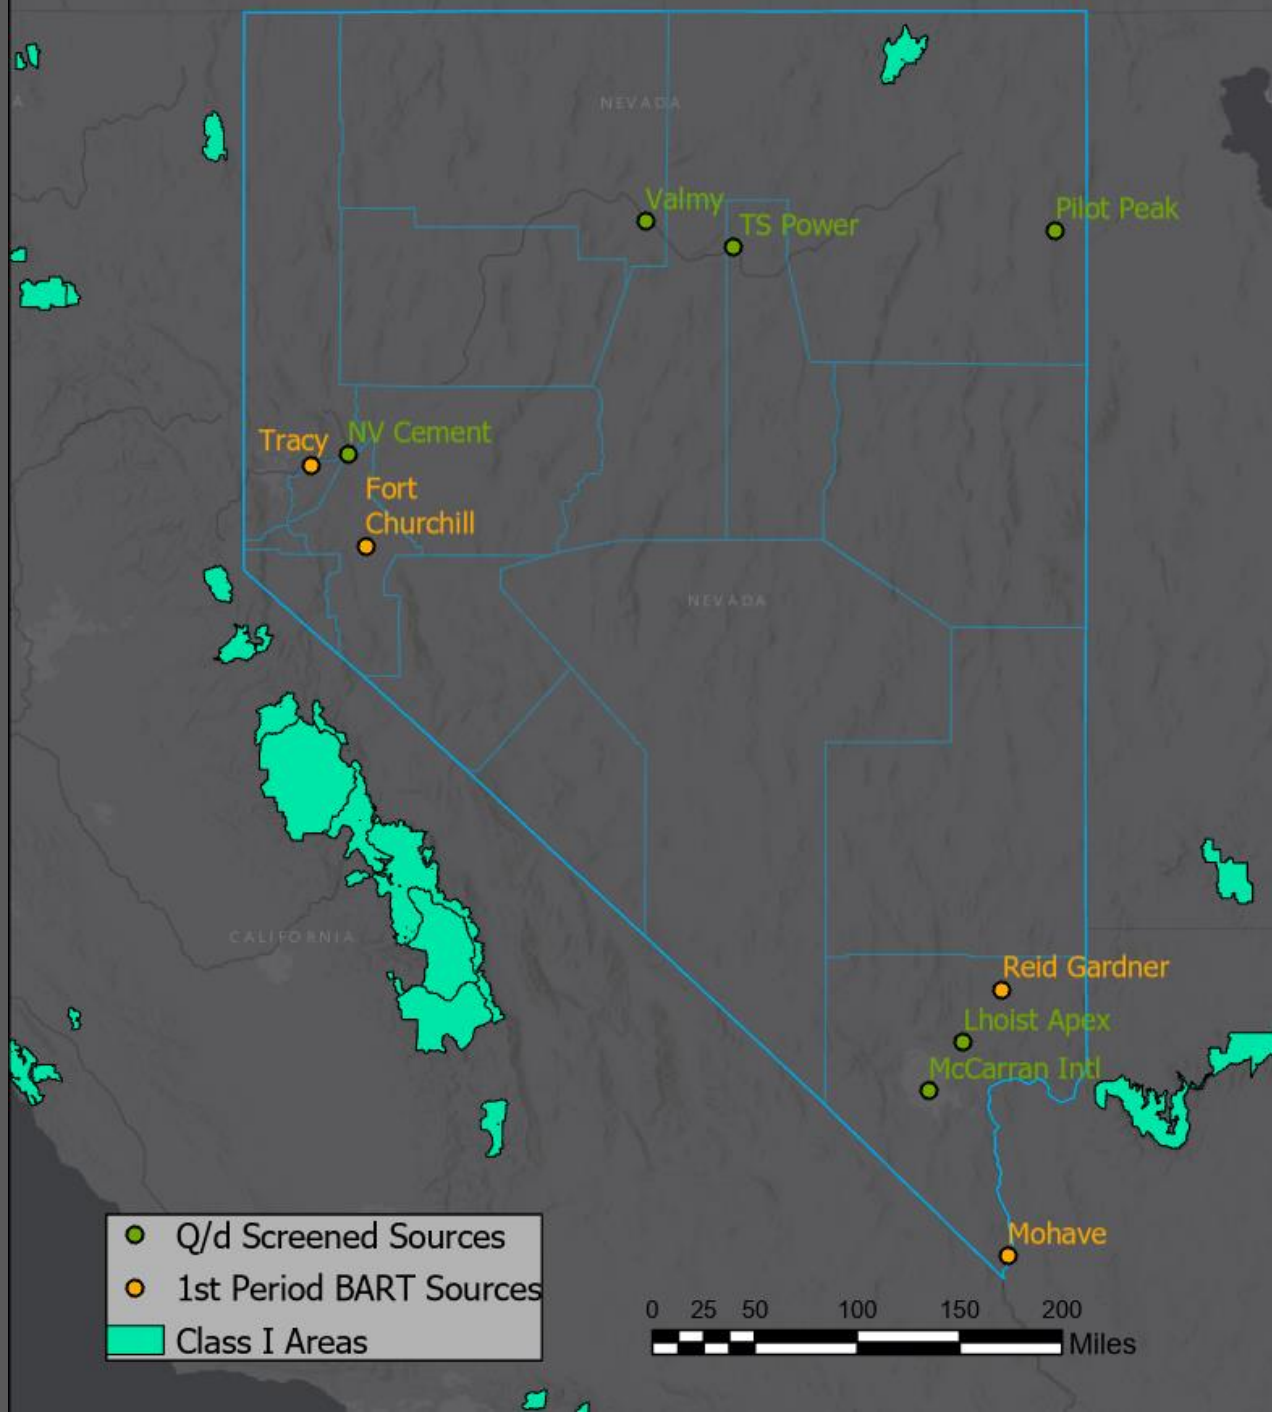 NEVADA
Valmy
TS Power
Pilot Peak
Tracy
NV Cement
Fort
Churchill
NEVADA
CALIFORNIA
Reid Gardner
Lhoist Apex
McCarran Intl
Mohave
Q/d Screened Sources
1st Period BART Sources
Class I Areas
0 25 50 100 150 200
Miles